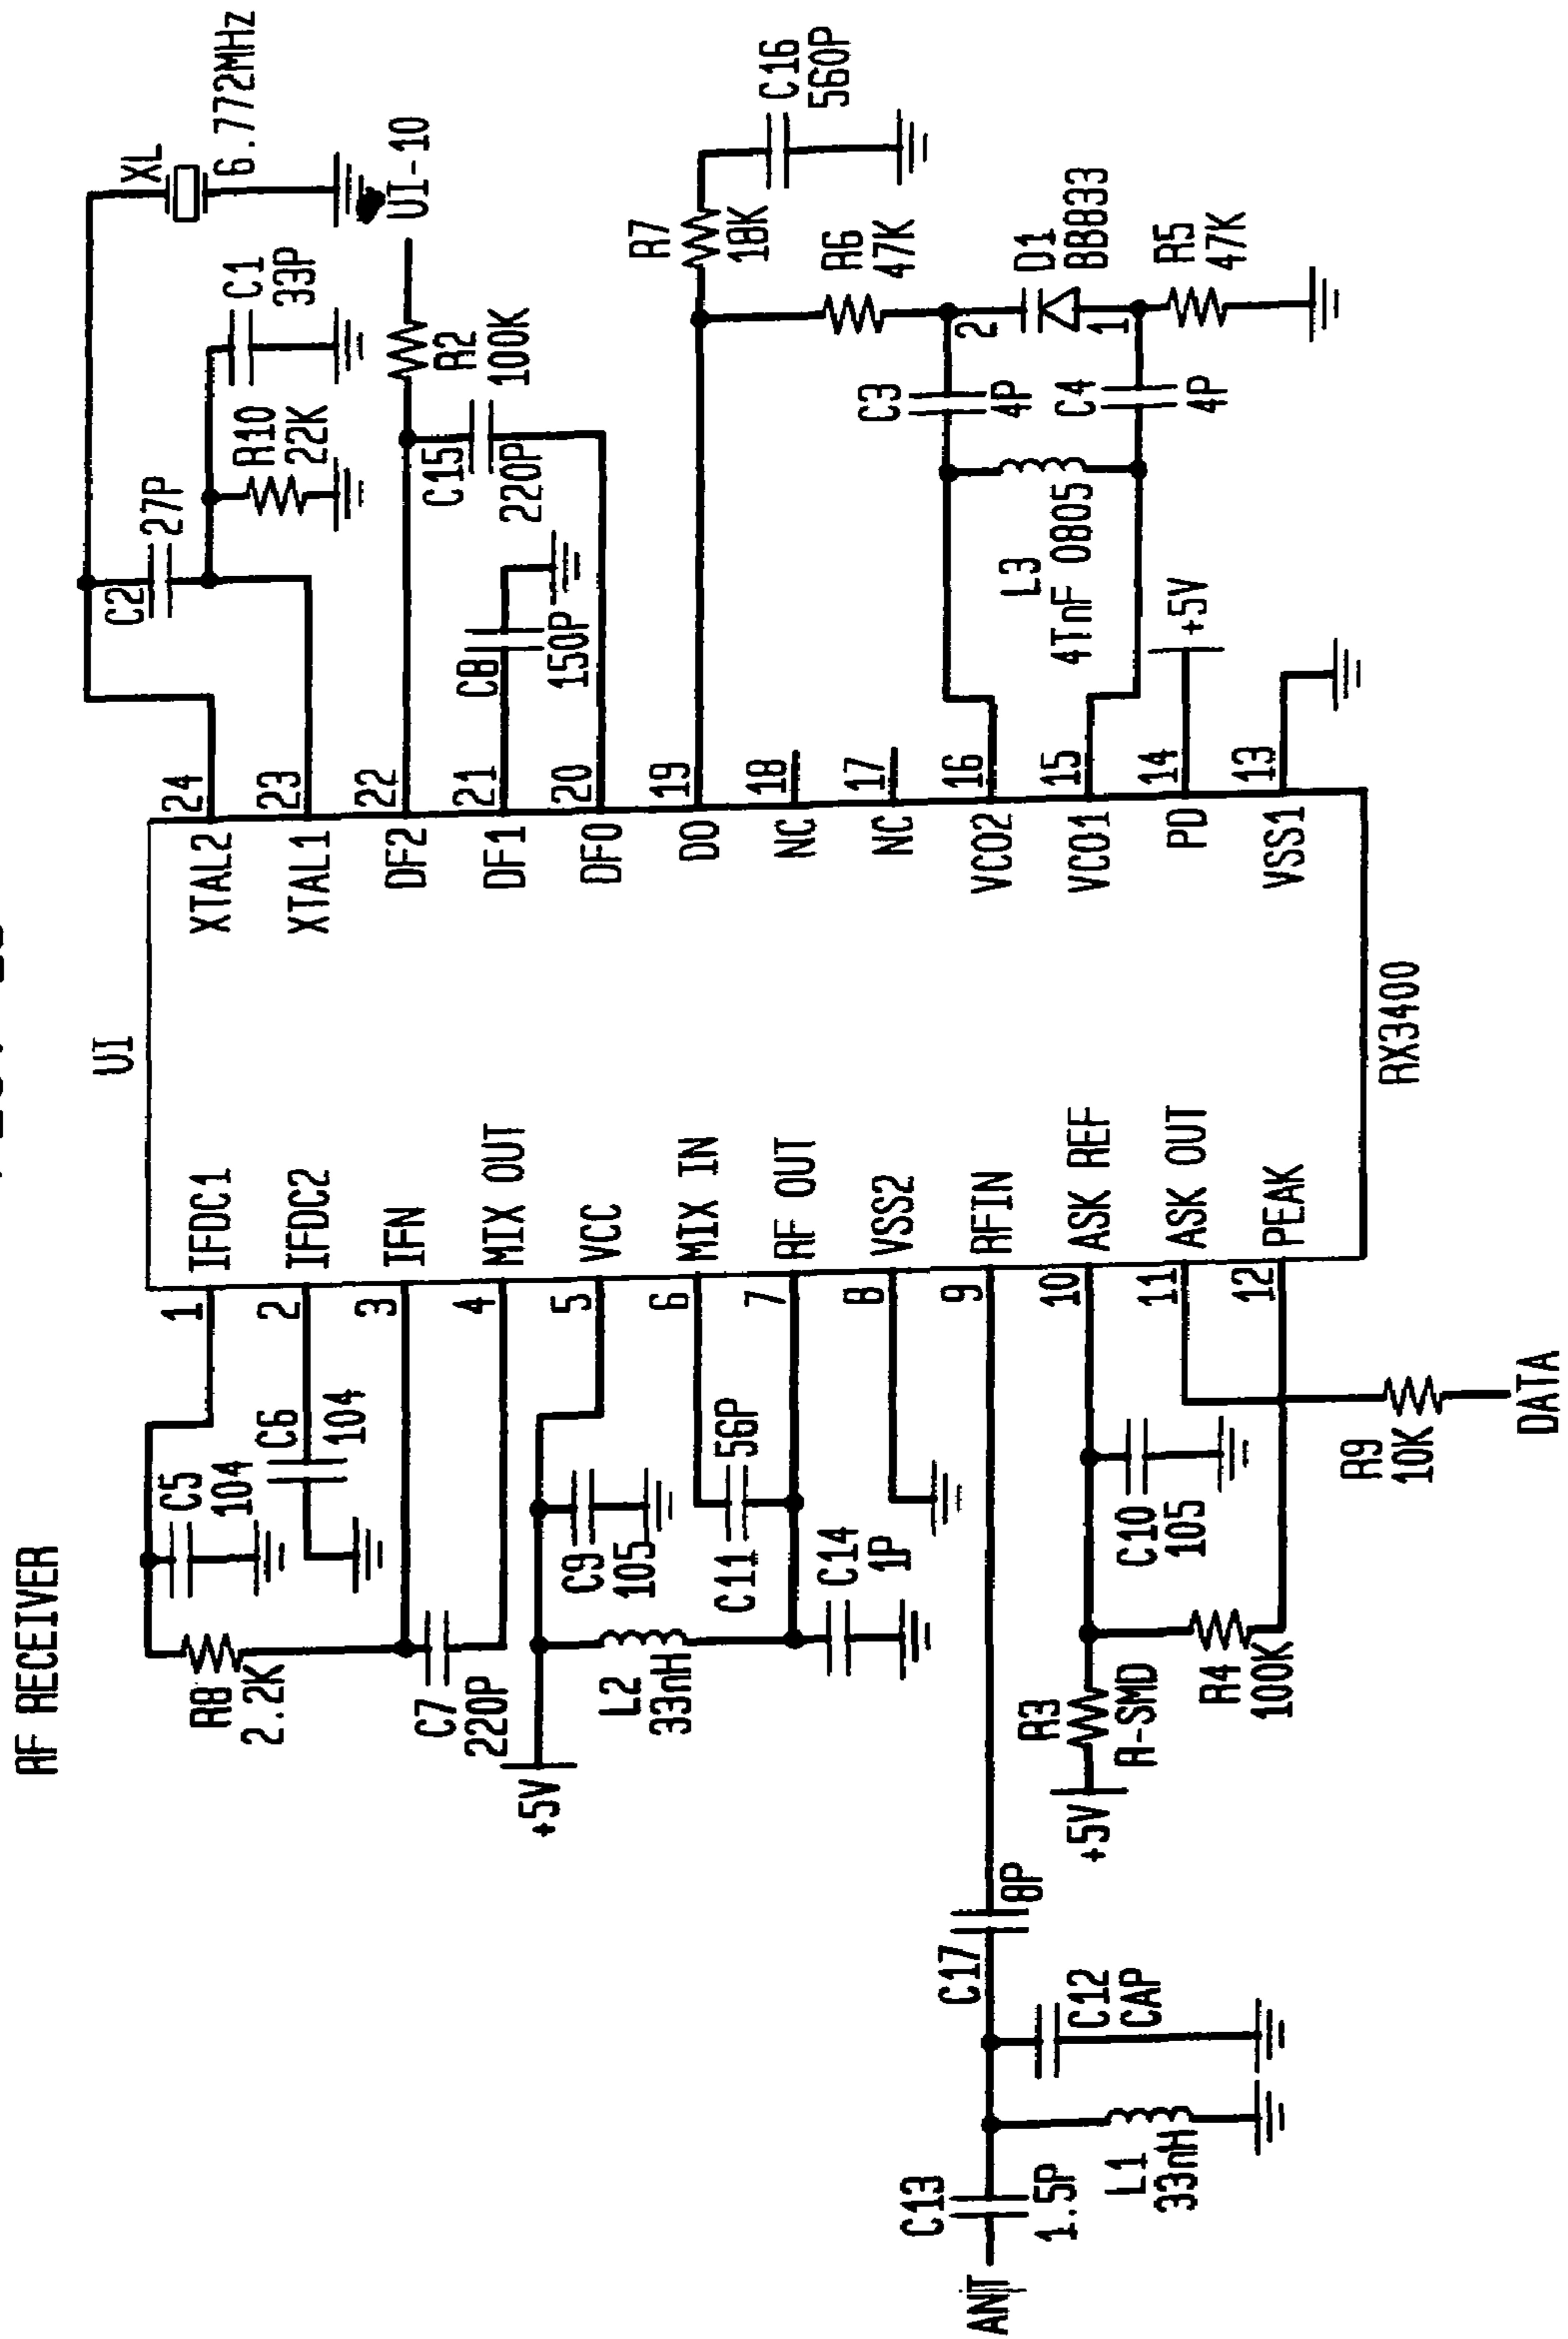 RF RECEIVER
UI
RX3400
IFDC1
1
IFDC2
2
IFN
3
MIX OUT
4
VCC
5
MIX IN
6
RF OUT
7
VSS2
8
RFIN
9
ASK REF
10
ASK OUT
11
PEAK
12
XTAL2
24
XTAL1
23
DF2
22
DF1
21
DFO
20
DO
19
NC
18
NC
17
VCO2
16
VCO1
15
PD
14
VSS1
13
C5
104
C6
104
R8
2.2K
C7
220P
+5V
C9
105
L2
33nH
C11
56P
C14
1P
ANT
C13
1.5P
L1
33nH
C12
CAP
C17
8P
+5V
R3
R-SMD
R4
100K
C10
105
R9
10K
DATA
C2
27P
XL
6.772MHz
R10
22K
C1
33P
UI-10
R2
100K
C15
220P
C8
150P
R7
18K
C16
560P
R6
47K
2
D1
BB833
1
R5
47K
C3
4P
C4
4P
L3
4TnF 0805
+5V